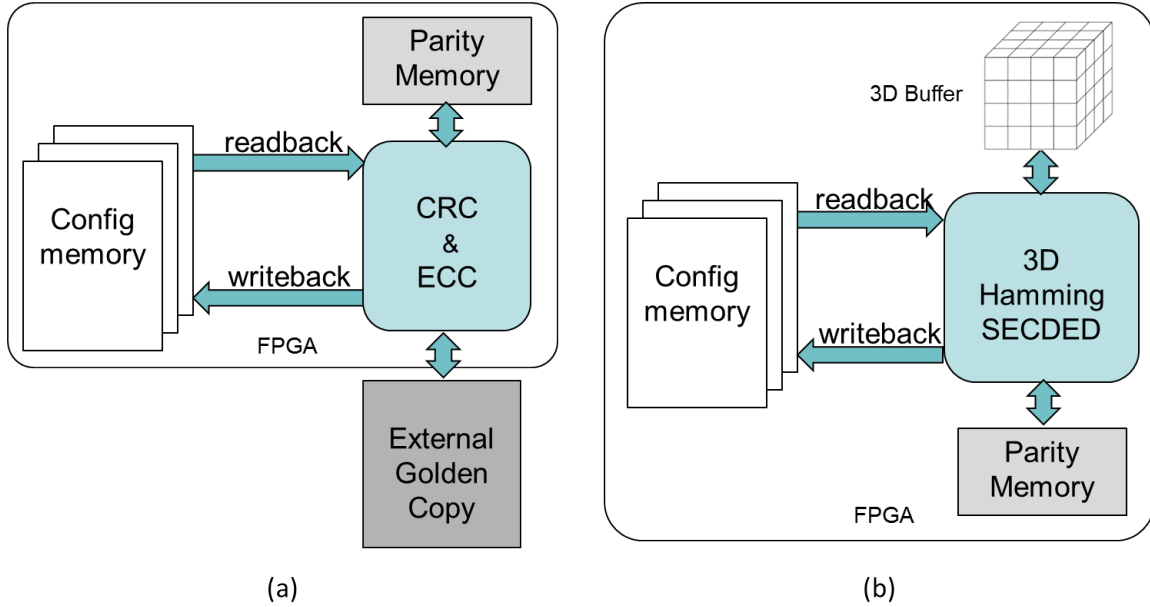 Parity
Memory
readback
Config
memory
CRC
&
ECC
writeback
FPGA
External
Golden
Copy
(a)
3D Buffer
readback
Config
memory
3D
Hamming
SECDED
writeback
Parity
Memory
FPGA
(b)